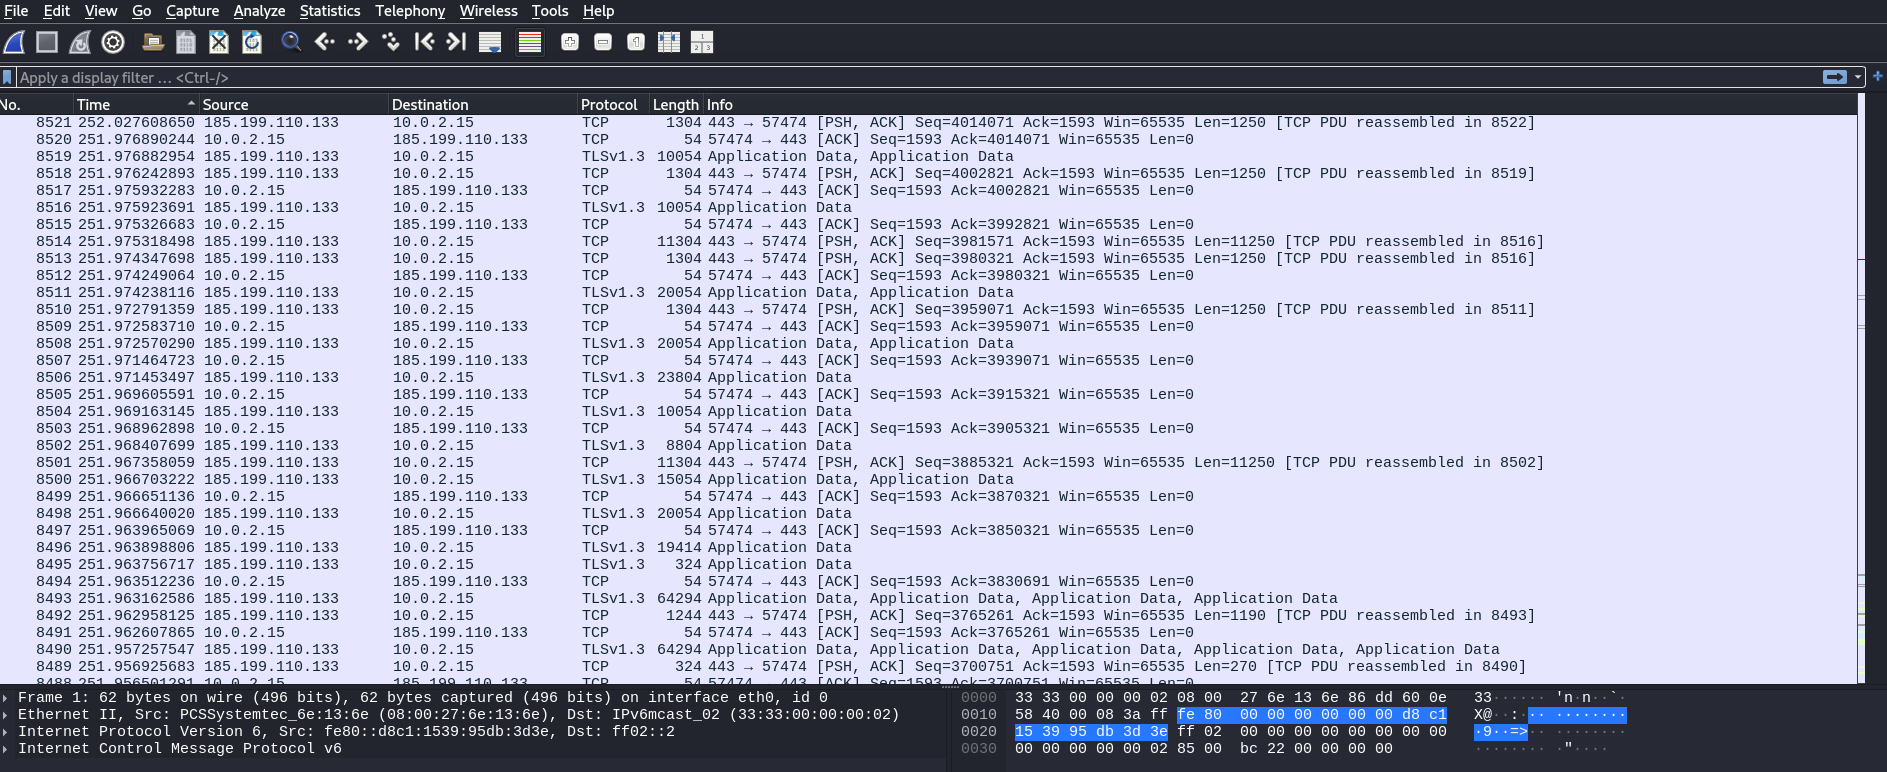 File Edit View Go Capture Analyze Statistics Telephony Wireless Tools Help
Apply a display filter … <Ctrl-/>
No. Time Source Destination Protocol Length Info
8521 252.027608650 185.199.110.133 10.0.2.15 TCP 1304 443 → 57474 [PSH, ACK] Seq=4014071 Ack=1593 Win=65535 Len=1250 [TCP PDU reassembled in 8522]
8520 251.976890244 10.0.2.15 185.199.110.133 TCP 54 57474 → 443 [ACK] Seq=1593 Ack=4014071 Win=65535 Len=0
8519 251.976882954 185.199.110.133 10.0.2.15 TLSv1.3 10054 Application Data, Application Data
8518 251.976242893 185.199.110.133 10.0.2.15 TCP 1304 443 → 57474 [PSH, ACK] Seq=4002821 Ack=1593 Win=65535 Len=1250 [TCP PDU reassembled in 8519]
8517 251.975932283 10.0.2.15 185.199.110.133 TCP 54 57474 → 443 [ACK] Seq=1593 Ack=4002821 Win=65535 Len=0
8516 251.975923691 185.199.110.133 10.0.2.15 TLSv1.3 10054 Application Data
8515 251.975326683 10.0.2.15 185.199.110.133 TCP 54 57474 → 443 [ACK] Seq=1593 Ack=3992821 Win=65535 Len=0
8514 251.975318498 185.199.110.133 10.0.2.15 TCP 11304 443 → 57474 [PSH, ACK] Seq=3981571 Ack=1593 Win=65535 Len=11250 [TCP PDU reassembled in 8516]
8513 251.974347698 185.199.110.133 10.0.2.15 TCP 1304 443 → 57474 [PSH, ACK] Seq=3980321 Ack=1593 Win=65535 Len=1250 [TCP PDU reassembled in 8516]
8512 251.974249064 10.0.2.15 185.199.110.133 TCP 54 57474 → 443 [ACK] Seq=1593 Ack=3980321 Win=65535 Len=0
8511 251.974238116 185.199.110.133 10.0.2.15 TLSv1.3 20054 Application Data, Application Data
8510 251.972791359 185.199.110.133 10.0.2.15 TCP 1304 443 → 57474 [PSH, ACK] Seq=3959071 Ack=1593 Win=65535 Len=1250 [TCP PDU reassembled in 8511]
8509 251.972583710 10.0.2.15 185.199.110.133 TCP 54 57474 → 443 [ACK] Seq=1593 Ack=3959071 Win=65535 Len=0
8508 251.972570290 185.199.110.133 10.0.2.15 TLSv1.3 20054 Application Data, Application Data
8507 251.971464723 10.0.2.15 185.199.110.133 TCP 54 57474 → 443 [ACK] Seq=1593 Ack=3939071 Win=65535 Len=0
8506 251.971453497 185.199.110.133 10.0.2.15 TLSv1.3 23804 Application Data
8505 251.969605591 10.0.2.15 185.199.110.133 TCP 54 57474 → 443 [ACK] Seq=1593 Ack=3915321 Win=65535 Len=0
8504 251.969163145 185.199.110.133 10.0.2.15 TLSv1.3 10054 Application Data
8503 251.968962898 10.0.2.15 185.199.110.133 TCP 54 57474 → 443 [ACK] Seq=1593 Ack=3905321 Win=65535 Len=0
8502 251.968407699 185.199.110.133 10.0.2.15 TLSv1.3 8804 Application Data
8501 251.967358059 185.199.110.133 10.0.2.15 TCP 11304 443 → 57474 [PSH, ACK] Seq=3885321 Ack=1593 Win=65535 Len=11250 [TCP PDU reassembled in 8502]
8500 251.966703222 185.199.110.133 10.0.2.15 TLSv1.3 15054 Application Data, Application Data
8499 251.966651136 10.0.2.15 185.199.110.133 TCP 54 57474 → 443 [ACK] Seq=1593 Ack=3870321 Win=65535 Len=0
8498 251.966640020 185.199.110.133 10.0.2.15 TLSv1.3 20054 Application Data
8497 251.963965069 10.0.2.15 185.199.110.133 TCP 54 57474 → 443 [ACK] Seq=1593 Ack=3850321 Win=65535 Len=0
8496 251.963898806 185.199.110.133 10.0.2.15 TLSv1.3 19414 Application Data
8495 251.963756717 185.199.110.133 10.0.2.15 TLSv1.3 324 Application Data
8494 251.963512236 10.0.2.15 185.199.110.133 TCP 54 57474 → 443 [ACK] Seq=1593 Ack=3830691 Win=65535 Len=0
8493 251.963162586 185.199.110.133 10.0.2.15 TLSv1.3 64294 Application Data, Application Data, Application Data, Application Data
8492 251.962958125 185.199.110.133 10.0.2.15 TCP 1244 443 → 57474 [PSH, ACK] Seq=3765261 Ack=1593 Win=65535 Len=1190 [TCP PDU reassembled in 8493]
8491 251.962607865 10.0.2.15 185.199.110.133 TCP 54 57474 → 443 [ACK] Seq=1593 Ack=3765261 Win=65535 Len=0
8490 251.957257547 185.199.110.133 10.0.2.15 TLSv1.3 64294 Application Data, Application Data, Application Data, Application Data, Application Data
8489 251.956925683 185.199.110.133 10.0.2.15 TCP 324 443 → 57474 [PSH, ACK] Seq=3700751 Ack=1593 Win=65535 Len=270 [TCP PDU reassembled in 8490]
8488 251.956501291 10.0.2.15 185.199.110.133 TCP 54 57474 → 443 [ACK] Seq=1593 Ack=3700751 Win=65535 Len=0
Frame 1: 62 bytes on wire (496 bits), 62 bytes captured (496 bits) on interface eth0, id 0
Ethernet II, Src: PCSSystemtec_6e:13:6e (08:00:27:6e:13:6e), Dst: IPv6mcast_02 (33:33:00:00:00:02)
Internet Protocol Version 6, Src: fe80::d8c1:1539:95db:3d3e, Dst: ff02::2
Internet Control Message Protocol v6
0000 33 33 00 00 00 02 08 00 27 6e 13 6e 86 dd 60 0e 33······ 'n·n··`·
0010 58 40 00 08 3a ff fe 80 00 00 00 00 00 00 d8 c1 X@··:··· ········
0020 15 39 95 db 3d 3e ff 02 00 00 00 00 00 00 00 00 ·9··=>·· ········
0030 00 00 00 00 00 02 85 00 bc 22 00 00 00 00 ········ ·"····